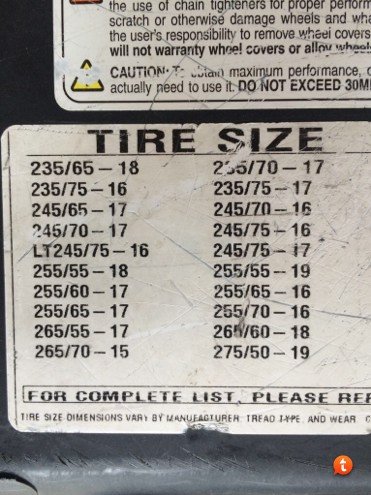 the use of chain tighteners for proper perform
scratch or otherwise damage wheels and wha
the user's responsibility to remove wheel covers
will not warranty wheel covers or alloy wheels
CAUTION: To obtain maximum performance,
actually need to use it. DO NOT EXCEED 30M
TIRE SIZE
235/65-18 235/70-17
235/75-16 235/75-17
245/65-17 245/70-16
245/70-17 245/75-16
LT245/75-16 245/75-17
255/55-18 255/55-19
255/60-17 255/65-16
255/65-17 255/70-16
265/55-17 265/60-18
265/70-15 275/50-19
FOR COMPLETE LIST, PLEASE REF
TIRE SIZE DIMENSIONS VARY BY MANUFACTURER, TREAD TYPE, AND WEAR. C
t